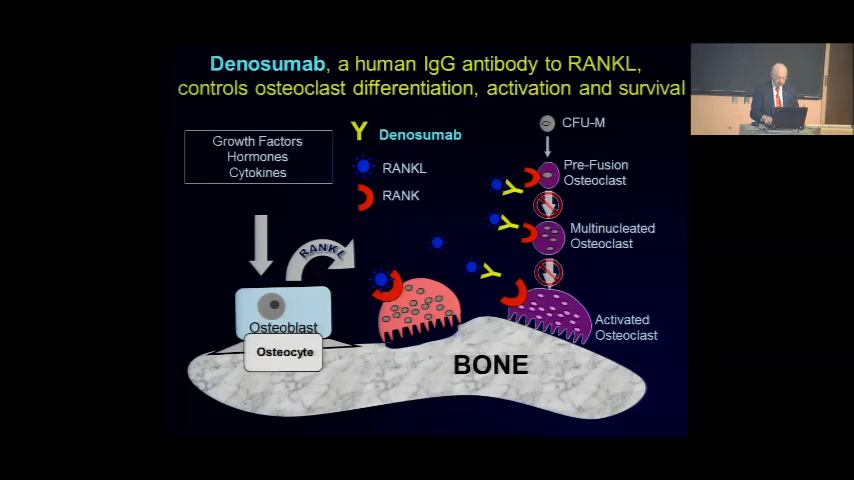 Denosumab, a human IgG antibody to RANKL,
controls osteoclast differentiation, activation and survival
Growth Factors
Hormones
Cytokines
Denosumab
RANKL
RANK
CFU-M
Pre-Fusion
Osteoclast
Multinucleated
Osteoclast
RANKL
Activated
Osteoclast
Osteoblast
Osteocyte
BONE